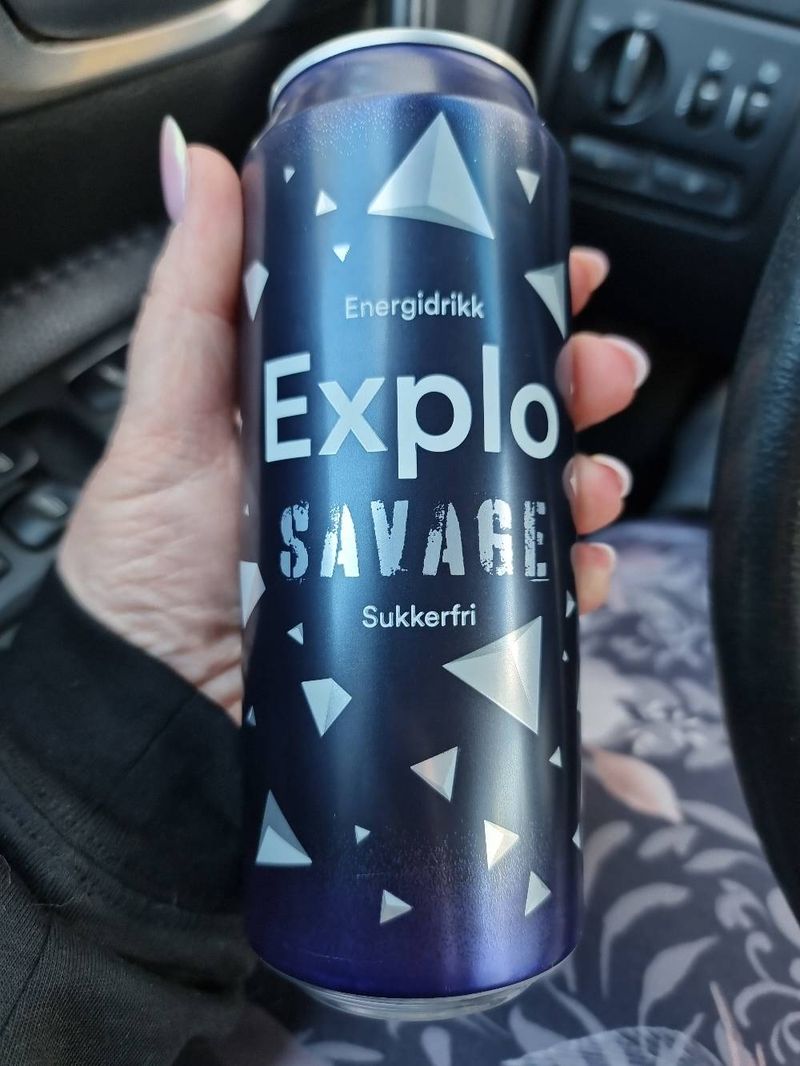 Energidrikk
Explo
SAVAGE
Sukkerfri